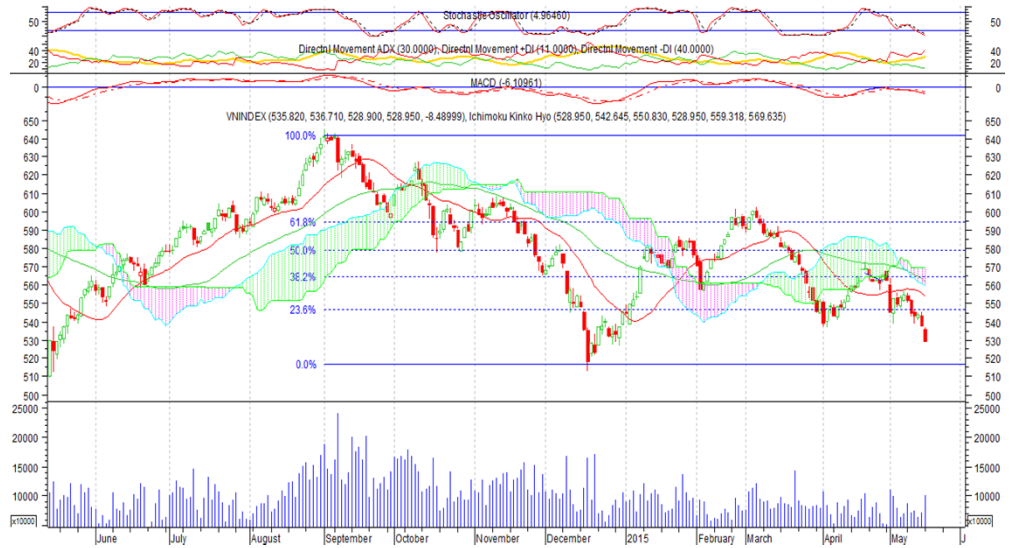 Stochastic Oscillator (4.96460)
50 50
Directnl Movement ADX (30.0000), Directnl Movement +DI (11.0000), Directnl Movement -DI (40.0000)
40 40
20 20
MACD (-6.10961)
0 0
VNINDEX (535.820, 536.710, 528.900, 528.950, -8.48999), Ichimoku Kinko Hyo (528.950, 542.645, 550.830, 528.950, 559.318, 569.635)
650 650
640 100.0% 640
630 630
620 620
610 610
600 600
590 61.8% 590
580 50.0% 580
570 570
560 38.2% 560
550 550
540 23.6% 540
530 530
520 520
510 0.0% 510
500 500
25000 25000
20000 20000
15000 15000
10000 10000
x10000 x10000
June July August September October November December 2015 February March April May J